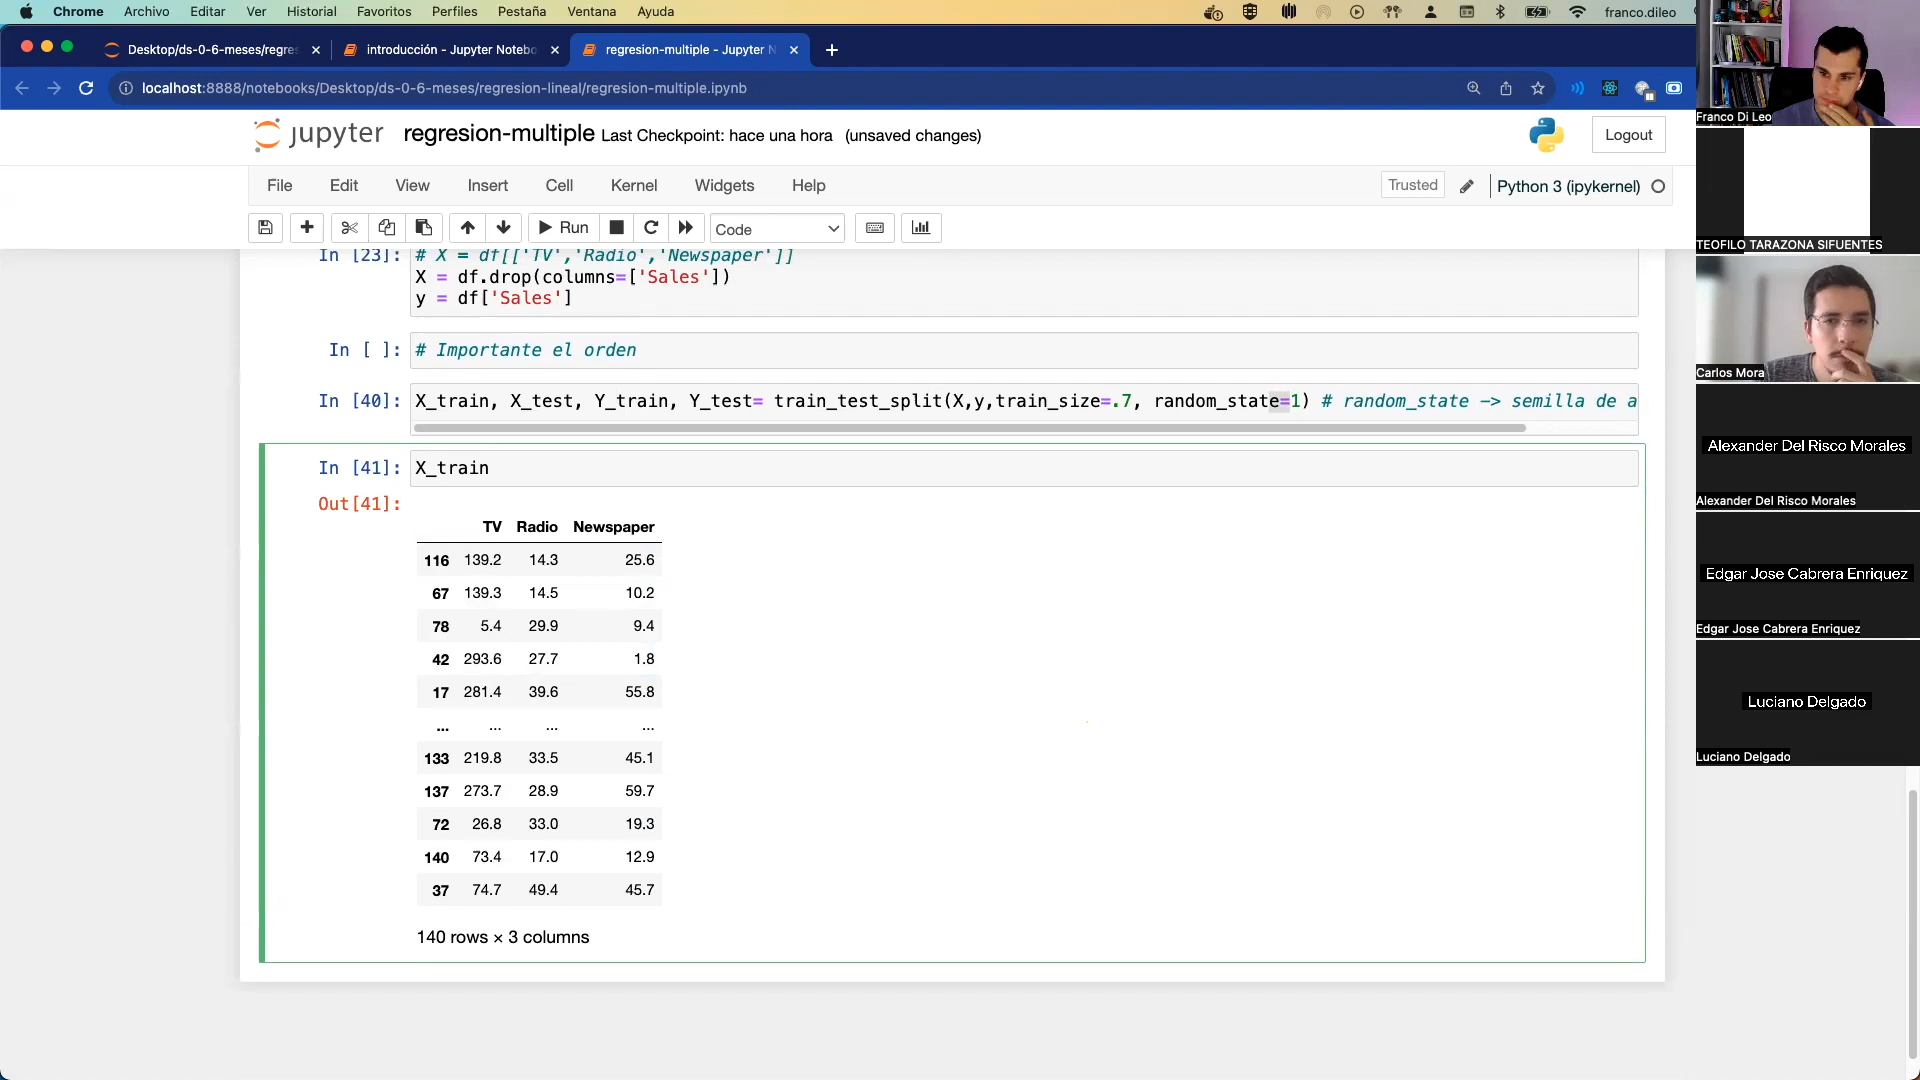 Chrome Archivo Editar Ver Historial Favoritos Perfiles Pestaña Ventana Ayuda franco.dileo
Desktop/ds-0-6-meses/regres
introducción - Jupyter Notebo
regresion-multiple - Jupyter N
localhost:8888/notebooks/Desktop/ds-0-6-meses/regresion-lineal/regresion-multiple.ipynb
jupyter regresion-multiple Last Checkpoint: hace una hora (unsaved changes)
Logout
File Edit View Insert Cell Kernel Widgets Help
Trusted
Python 3 (ipykernel)
Run
Code
In [23]: # X = df[['TV','Radio','Newspaper']]
X = df.drop(columns=['Sales'])
y = df['Sales']
In [ ]: # Importante el orden
In [40]: X_train, X_test, Y_train, Y_test= train_test_split(X,y,train_size=.7, random_state=1) # random_state -> semilla de a
In [41]: X_train
Out[41]:
TV Radio Newspaper
116 139.2 14.3 25.6
67 139.3 14.5 10.2
78 5.4 29.9 9.4
42 293.6 27.7 1.8
17 281.4 39.6 55.8
... ... ... ...
133 219.8 33.5 45.1
137 273.7 28.9 59.7
72 26.8 33.0 19.3
140 73.4 17.0 12.9
37 74.7 49.4 45.7
140 rows × 3 columns
Franco Di Leo
TEOFILO TARAZONA SIFUENTES
Carlos Mora
Alexander Del Risco Morales
Alexander Del Risco Morales
Edgar Jose Cabrera Enriquez
Edgar Jose Cabrera Enriquez
Luciano Delgado
Luciano Delgado